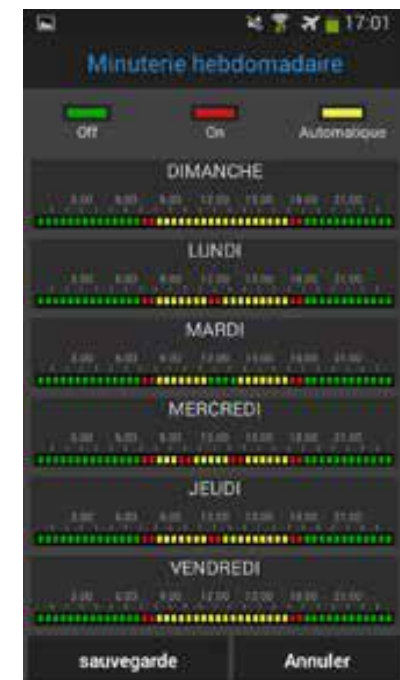 17:01
Minuterie hebdomadaire
Off On Automatique
DIMANCHE
3:00 6:00 9:00 12:00 15:00 18:00 21:00
LUNDI
3:00 6:00 9:00 12:00 15:00 18:00 21:00
MARDI
3:00 6:00 9:00 12:00 15:00 18:00 21:00
MERCREDI
3:00 6:00 9:00 12:00 15:00 18:00 21:00
JEUDI
3:00 6:00 9:00 12:00 15:00 18:00 21:00
VENDREDI
3:00 6:00 9:00 12:00 15:00 18:00 21:00
sauvegarde Annuler